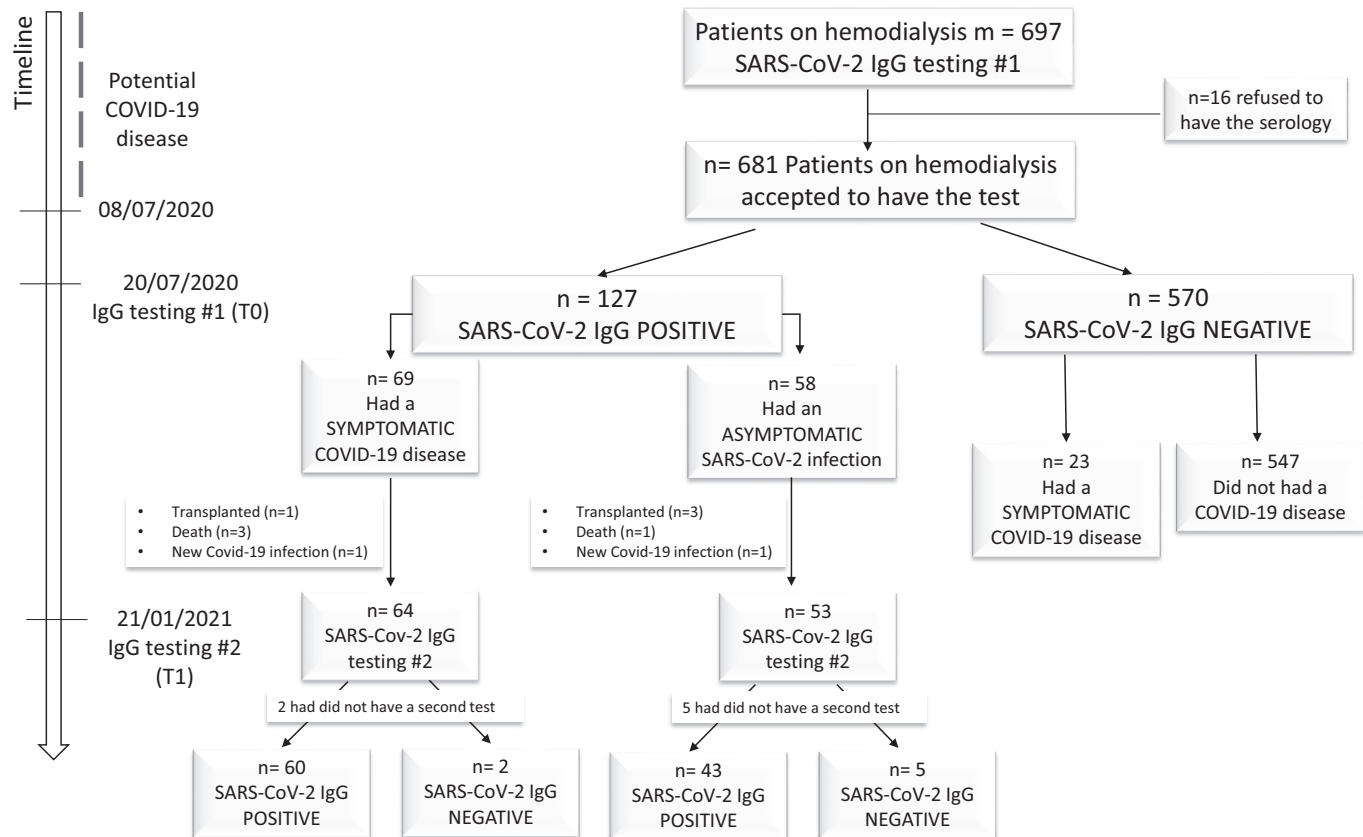 Timeline
Potential
COVID-19
disease
08/07/2020
20/07/2020
IgG testing #1 (T0)
21/01/2021
IgG testing #2
(T1)
Patients on hemodialysis m = 697
SARS-CoV-2 IgG testing #1
n=16 refused to
have the serology
n= 681 Patients on hemodialysis
accepted to have the test
n = 127
SARS-CoV-2 IgG POSITIVE
n = 570
SARS-CoV-2 IgG NEGATIVE
n= 69
Had a
SYMPTOMATIC
COVID-19 disease
n= 58
Had an
ASYMPTOMATIC
SARS-CoV-2 infection
n= 23
Had a
SYMPTOMATIC
COVID-19 disease
n= 547
Did not had a
COVID-19 disease
• Transplanted (n=1)
• Death (n=3)
• New Covid-19 infection (n=1)
• Transplanted (n=3)
• Death (n=1)
• New Covid-19 infection (n=1)
n= 64
SARS-Cov-2 IgG
testing #2
n= 53
SARS-Cov-2 IgG
testing #2
2 had did not have a second test
5 had did not have a second test
n= 60
SARS-CoV-2 IgG
POSITIVE
n= 2
SARS-CoV-2 IgG
NEGATIVE
n= 43
SARS-CoV-2 IgG
POSITIVE
n= 5
SARS-CoV-2 IgG
NEGATIVE